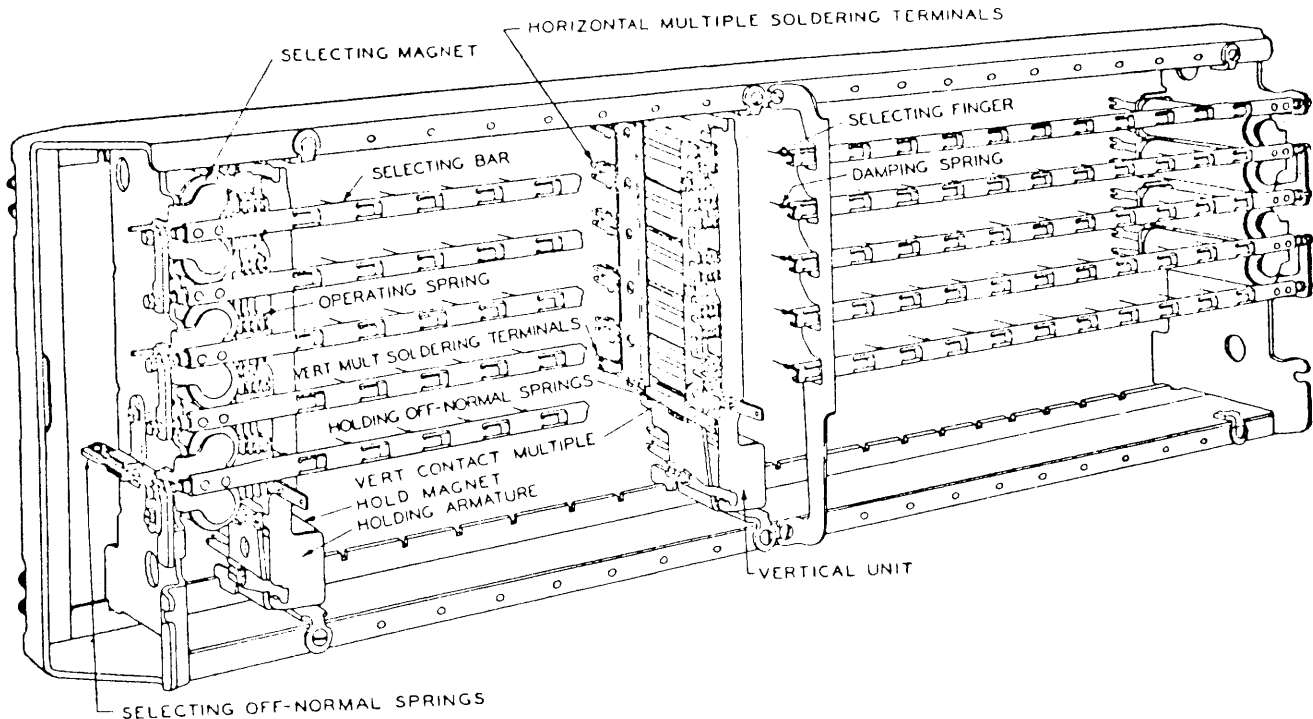 HORIZONTAL MULTIPLE SOLDERING TERMINALS
SELECTING MAGNET
SELECTING FINGER
SELECTING BAR
DAMPING SPRING
OPERATING SPRING
VERT MULT SOLDERING TERMINALS
HOLDING OFF-NORMAL SPRINGS
VERT CONTACT MULTIPLE
HOLD MAGNET
HOLDING ARMATURE
VERTICAL UNIT
SELECTING OFF-NORMAL SPRINGS